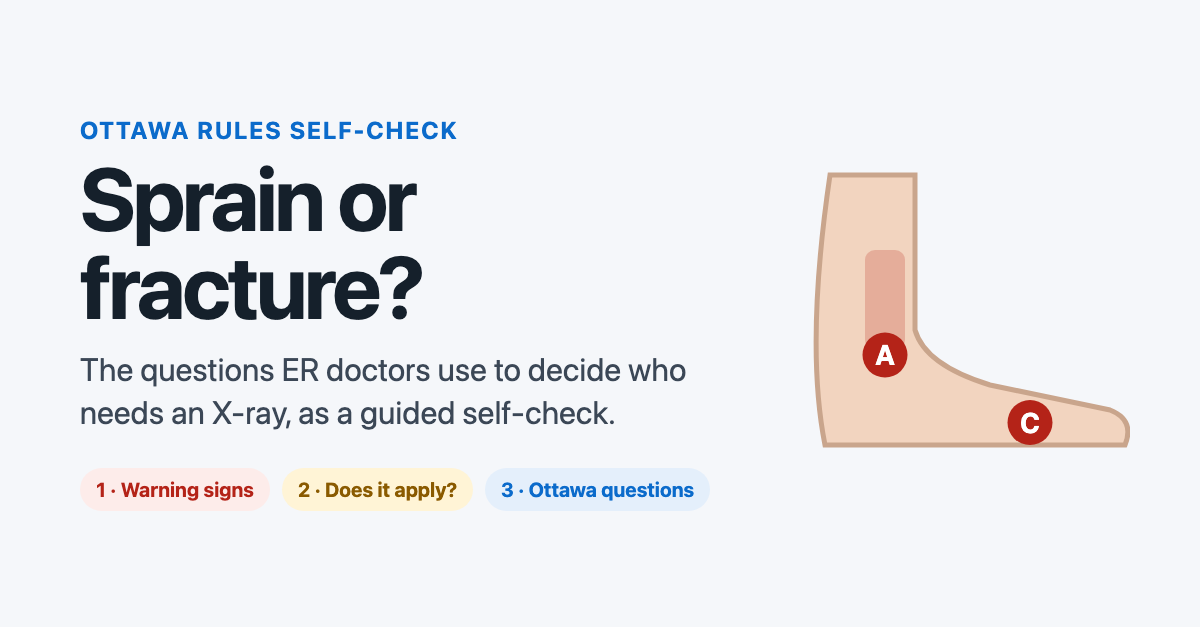 OTTAWA RULES SELF-CHECK
Sprain or
fracture?
The questions ER doctors use to decide who
needs an X-ray, as a guided self-check.
1 · Warning signs
2 · Does it apply?
3 · Ottawa questions
A
C